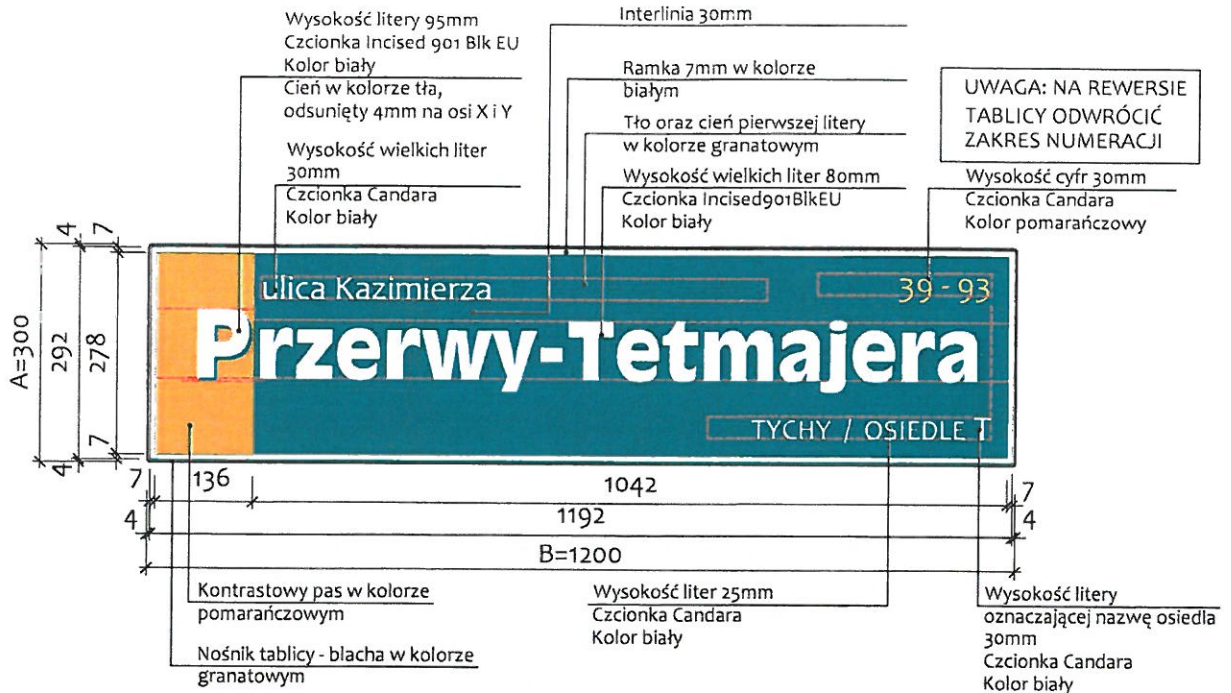 Wysokość litery 95mm
Czcionka Incised 901 Blk EU
Kolor biały
Cień w kolorze tła,
odsunięty 4mm na osi X i Y
Wysokość wielkich liter
30mm
Czcionka Candara
Kolor biały
Interlinia 30mm
Ramka 7mm w kolorze
białym
Tło oraz cień pierwszej litery
w kolorze granatowym
Wysokość wielkich liter 80mm
Czcionka Incised901BlkEU
Kolor biały
UWAGA: NA REWERSIE
TABLICY ODWRÓCIĆ
ZAKRES NUMERACJI
Wysokość cyfr 30mm
Czcionka Candara
Kolor pomarańczowy
4
7
A=300
292
278
4
7
ulica Kazimierza
39 - 93
Przerwy-Tetmajera
TYCHY / OSIEDLE T
7
136
1042
7
4
1192
4
B=1200
Kontrastowy pas w kolorze
pomarańczowym
Nośnik tablicy - blacha w kolorze
granatowym
Wysokość liter 25mm
Czcionka Candara
Kolor biały
Wysokość litery
oznaczającej nazwę osiedla
30mm
Czcionka Candara
Kolor biały